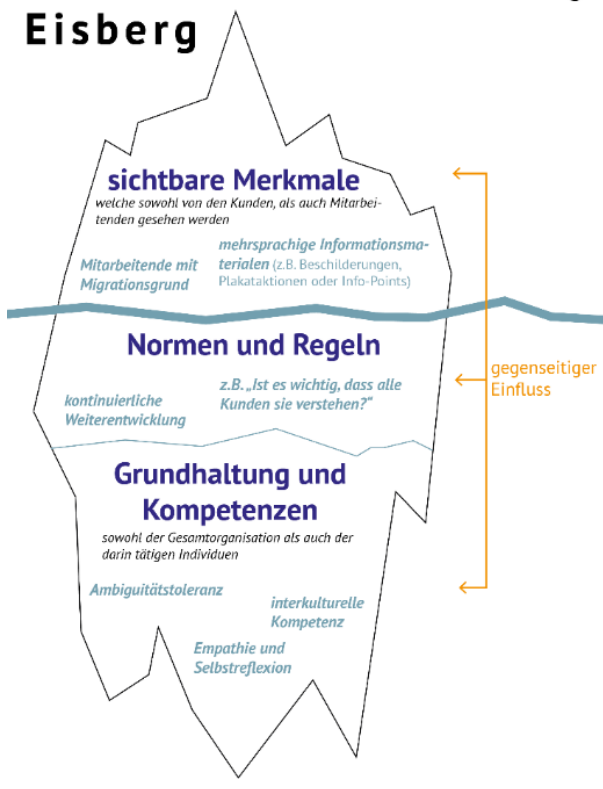 Eisberg
sichtbare Merkmale
welche sowohl von den Kunden, als auch Mitarbei-
tenden gesehen werden
mehrsprachige Informationsma-
terialen (z.B. Beschilderungen,
Plakataktionen oder Info-Points)
Mitarbeitende mit
Migrationsgrund
Normen und Regeln
z.B. „Ist es wichtig, dass alle
Kunden sie verstehen?"
kontinuierliche
Weiterentwicklung
gegenseitiger
Einfluss
Grundhaltung und
Kompetenzen
sowohl der Gesamtorganisation als auch der
darin tätigen Individuen
Ambiguitätstoleranz
interkulturelle
Kompetenz
Empathie und
Selbstreflexion